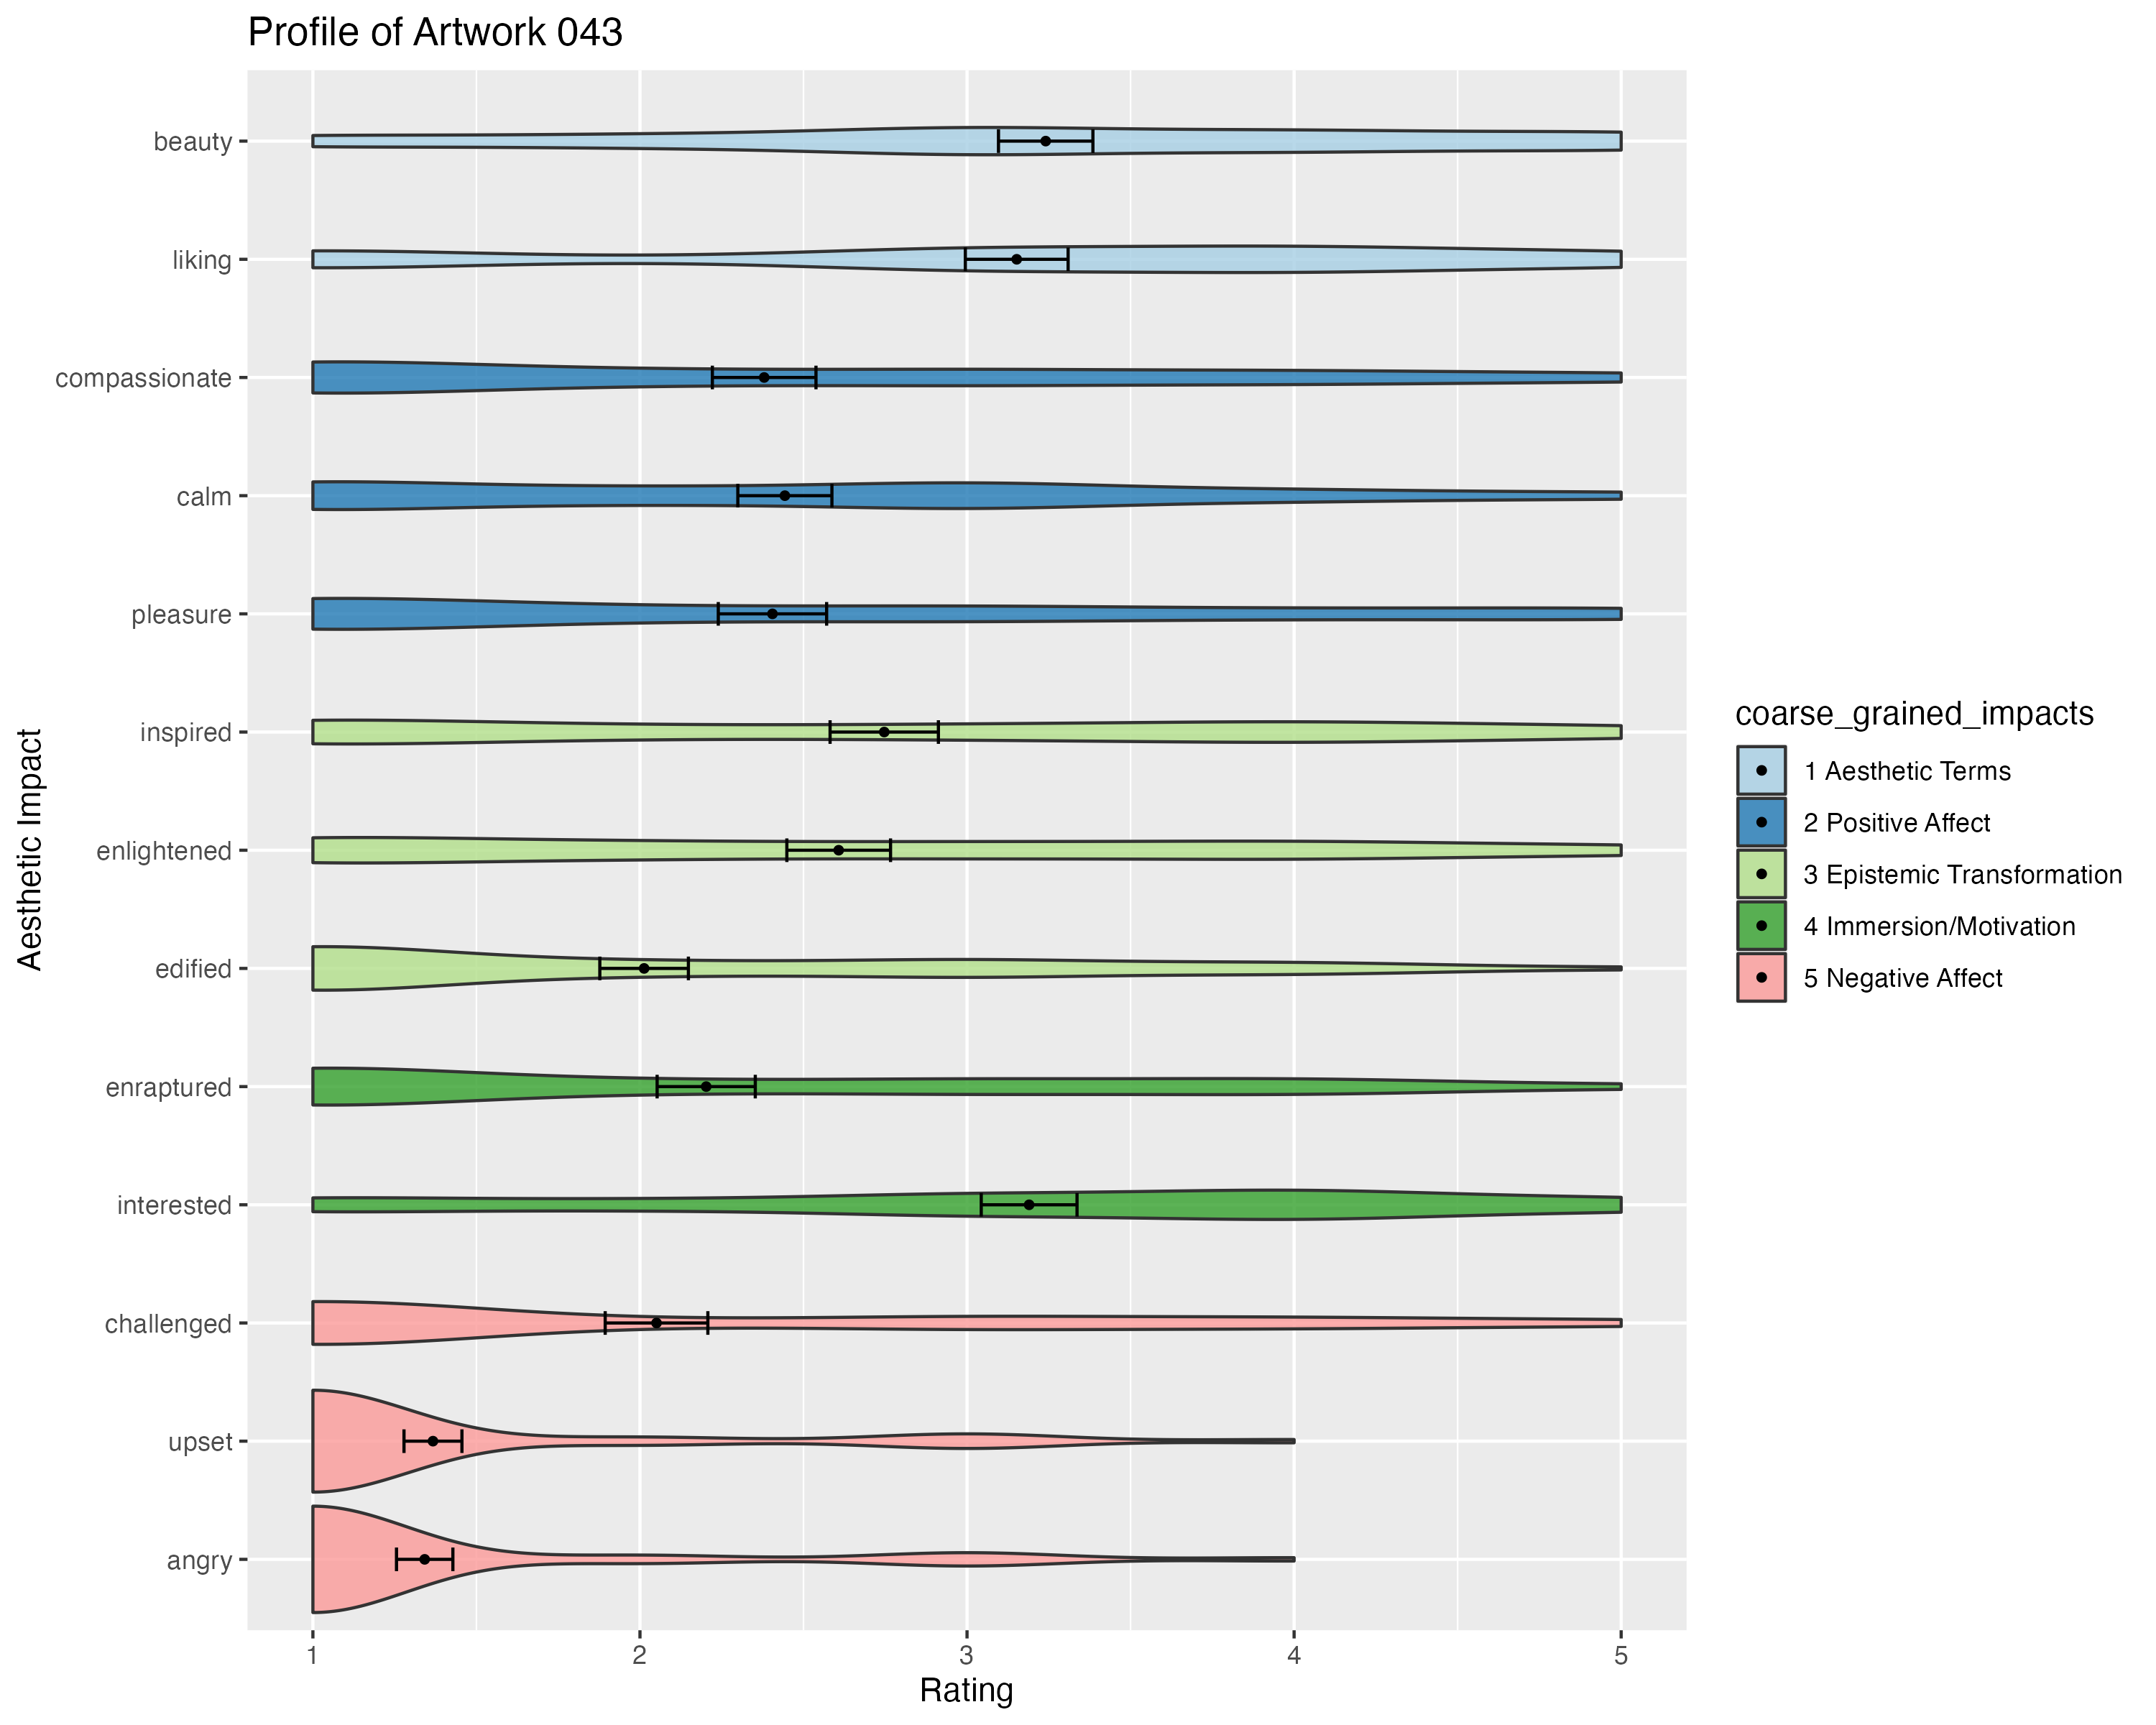 Profile of Artwork 043
Aesthetic Impact
beauty
liking
compassionate
calm
pleasure
inspired
enlightened
edified
enraptured
interested
challenged
upset
angry
1 2 3 4 5
Rating
coarse_grained_impacts
1 Aesthetic Terms
2 Positive Affect
3 Epistemic Transformation
4 Immersion/Motivation
5 Negative Affect